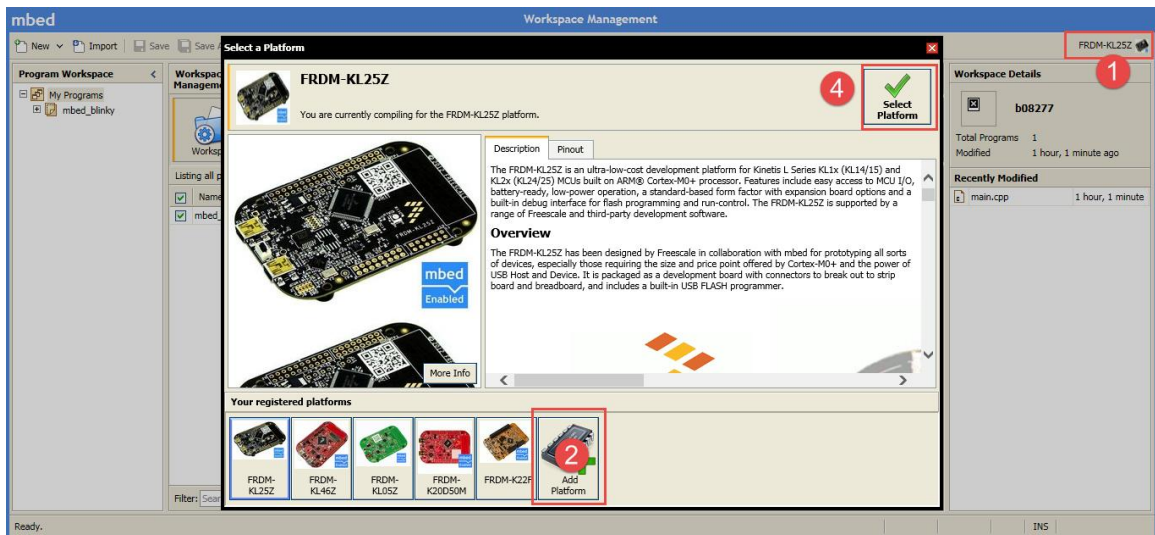 mbed
Workspace Management
New
Import
Save
Save A
FRDM-KL25Z
1
Program Workspace
My Programs
mbed_blinky
Workspac
Manageme
Worksp
Listing all p
Name
mbed_
Filter: Sear
Select a Platform
FRDM-KL25Z
You are currently compiling for the FRDM-KL25Z platform.
4
Select
Platform
mbed
Enabled
More Info
Description
Pinout
The FRDM-KL25Z is an ultra-low-cost development platform for Kinetis L Series KL1x (KL14/15) and
KL2x (KL24/25) MCUs built on ARM® Cortex-M0+ processor. Features include easy access to MCU I/O,
battery-ready, low-power operation, a standard-based form factor with expansion board options and a
built-in debug interface for flash programming and run-control. The FRDM-KL25Z is supported by a
range of Freescale and third-party development software.
Overview
The FRDM-KL25Z has been designed by Freescale in collaboration with mbed for prototyping all sorts
of devices, especially those requiring the size and price point offered by Cortex-M0+ and the power of
USB Host and Device. It is packaged as a development board with connectors to break out to strip
board and breadboard, and includes a built-in USB FLASH programmer.
Your registered platforms
FRDM-
KL25Z
FRDM-
KL46Z
FRDM-
KL05Z
FRDM-
K20D50M
FRDM-K22F
2
Add
Platform
Workspace Details
b08277
Total Programs 1
Modified 1 hour, 1 minute ago
Recently Modified
main.cpp 1 hour, 1 minute
Ready.
INS